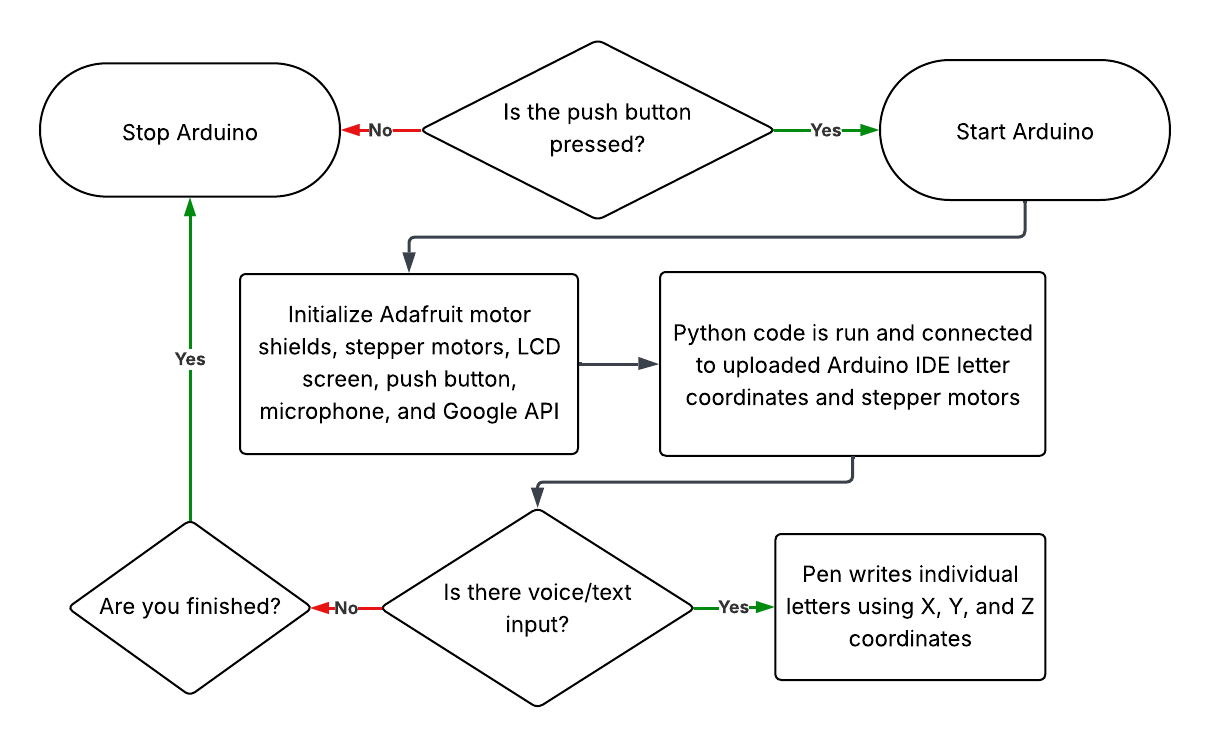 Stop Arduino
No
Is the push button
pressed?
Yes
Start Arduino
Initialize Adafruit motor
shields, stepper motors, LCD
screen, push button,
microphone, and Google API
Python code is run and connected
to uploaded Arduino IDE letter
coordinates and stepper motors
Yes
Are you finished?
No
Is there voice/text
input?
Yes
Pen writes individual
letters using X, Y, and Z
coordinates